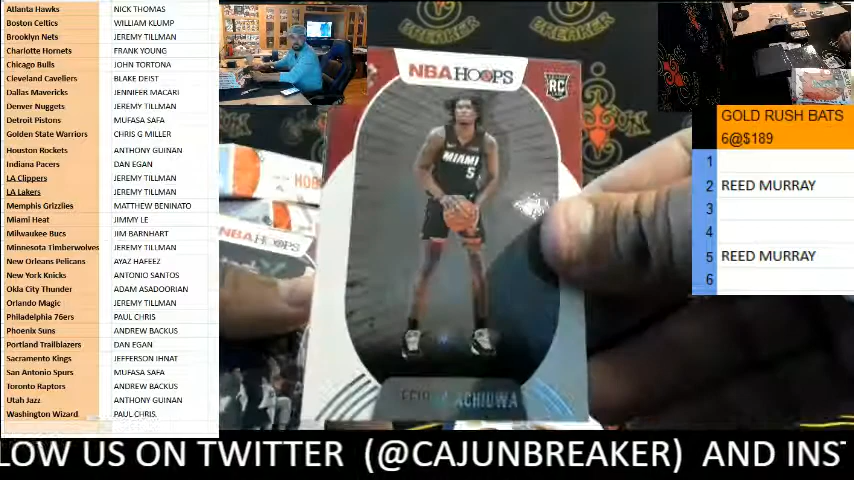 Atlanta Hawks NICK THOMAS
Boston Celtics WILLIAM KLUMP
Brooklyn Nets JEREMY TILLMAN
Charlotte Hornets FRANK YOUNG
Chicago Bulls JOHN TORTONA
Cleveland Cavaliers BLAKE DEIST
Dallas Mavericks JENNIFER MACARI
Denver Nuggets JEREMY TILLMAN
Detroit Pistons MUFASA SAFA
Golden State Warriors CHRIS G MILLER
Houston Rockets ANTHONY GUINAN
Indiana Pacers DAN EGAN
LA Clippers JEREMY TILLMAN
LA Lakers JEREMY TILLMAN
Memphis Grizzlies MATTHEW BENINATO
Miami Heat JIMMY LE
Milwaukee Bucs JIM BARNHART
Minnesota Timberwolves JEREMY TILLMAN
New Orleans Pelicans AYAZ HAFEEZ
New York Knicks ANTONIO SANTOS
Okla City Thunder ADAM ASADOORIAN
Orlando Magic JEREMY TILLMAN
Philadelphia 76ers PAUL CHRIS
Phoenix Suns ANDREW BACKUS
Portland Trailblazers DAN EGAN
Sacramento Kings JEFFERSON IHNAT
San Antonio Spurs MUFASA SAFA
Toronto Raptors ANDREW BACKUS
Utah Jazz ANTHONY GUINAN
Washington Wizard PAUL CHRIS.
NBA HOOPS
RC
MIAMI
5
ACHIUWA
NBA HOOPS
GOLD RUSH BATS
6@$189
1
2 REED MURRAY
3
4
5 REED MURRAY
6
LOW US ON TWITTER (@CAJUNBREAKER) AND INST